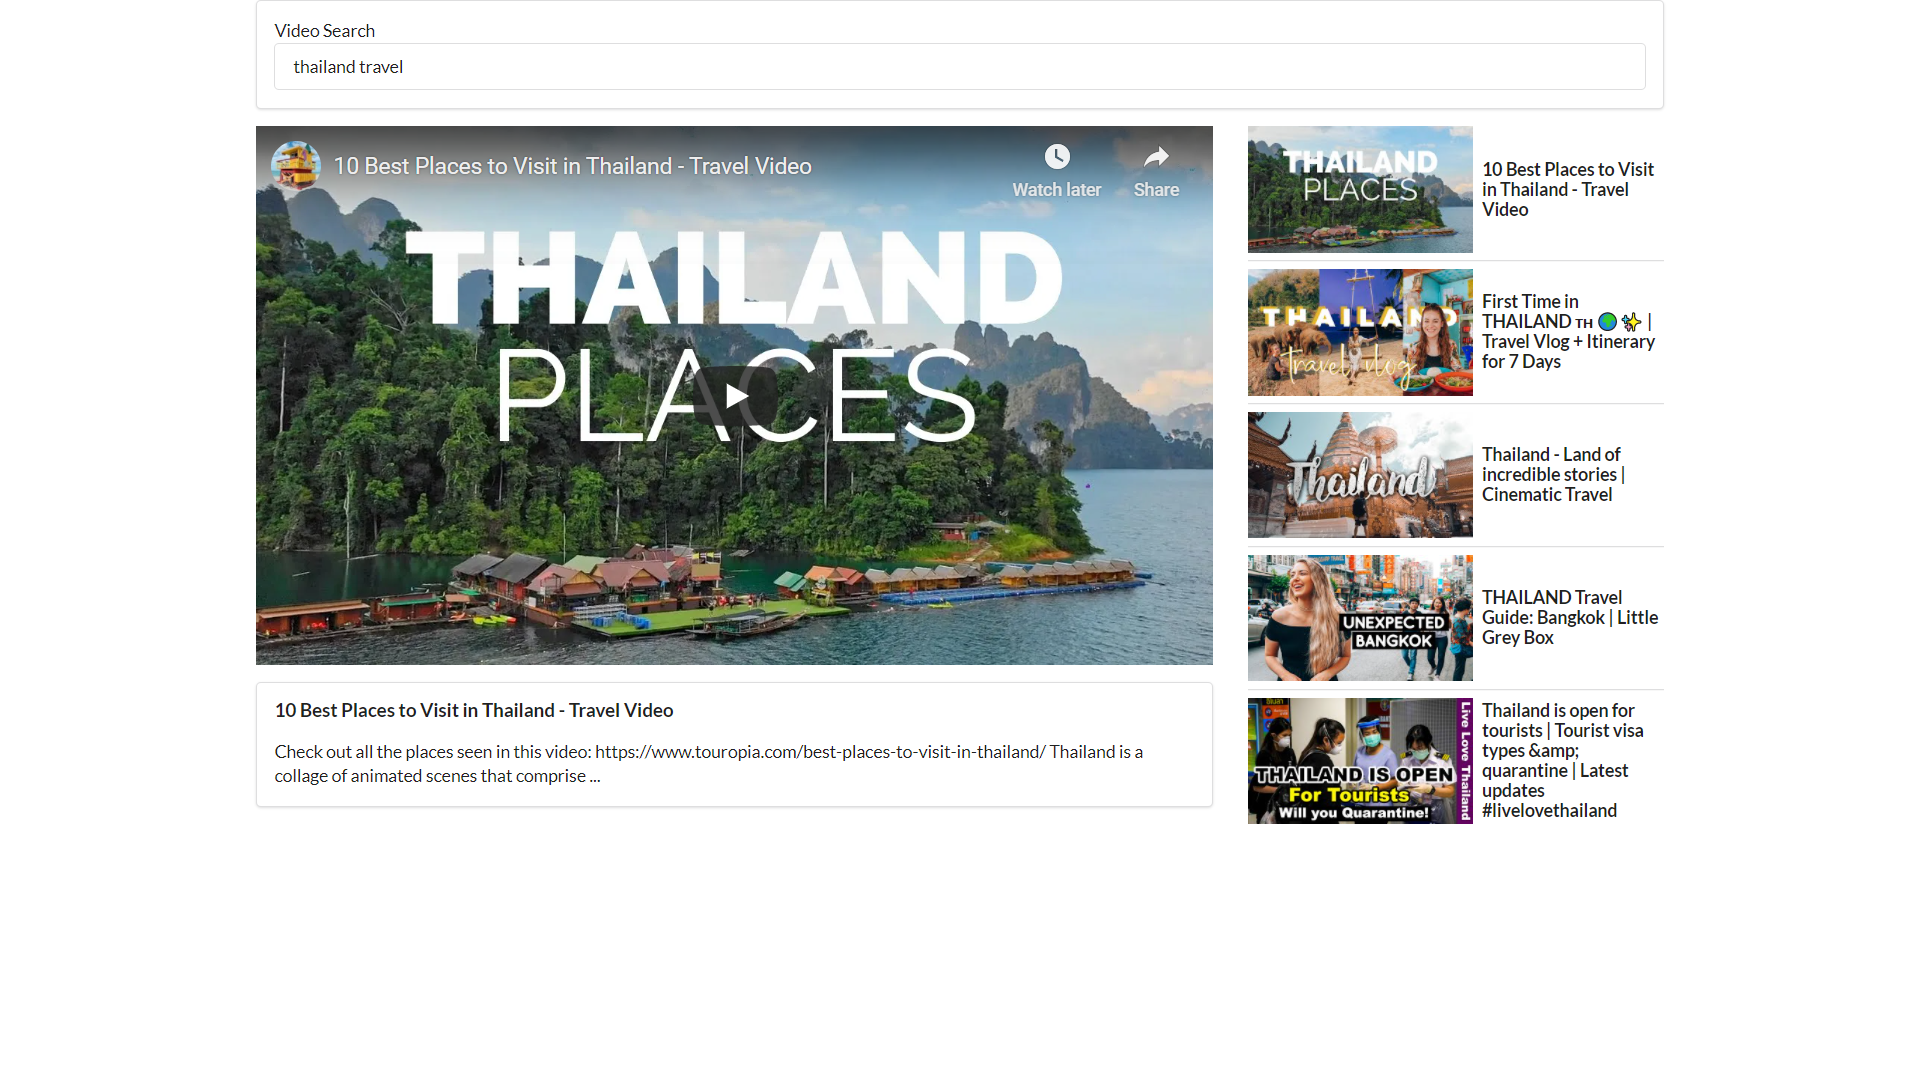 Video Search
thailand travel
10 Best Places to Visit in Thailand - Travel Video
Watch later
Share
THAILAND
PLACES
10 Best Places to Visit in Thailand - Travel Video
Check out all the places seen in this video: https://www.touropia.com/best-places-to-visit-in-thailand/ Thailand is a
collage of animated scenes that comprise ...
THAILAND
PLACES
10 Best Places to Visit
in Thailand - Travel
Video
THAILAND
travel vlog
First Time in
THAILAND TH 🌍 ✨ |
Travel Vlog + Itinerary
for 7 Days
Thailand
Thailand - Land of
incredible stories |
Cinematic Travel
UNEXPECTED
BANGKOK
THAILAND Travel
Guide: Bangkok | Little
Grey Box
THAILAND IS OPEN
For Tourists
Will you Quarantine!
Live Love Thailand
Thailand is open for
tourists | Tourist visa
types &amp;amp;
quarantine | Latest
updates
#livelovethailand